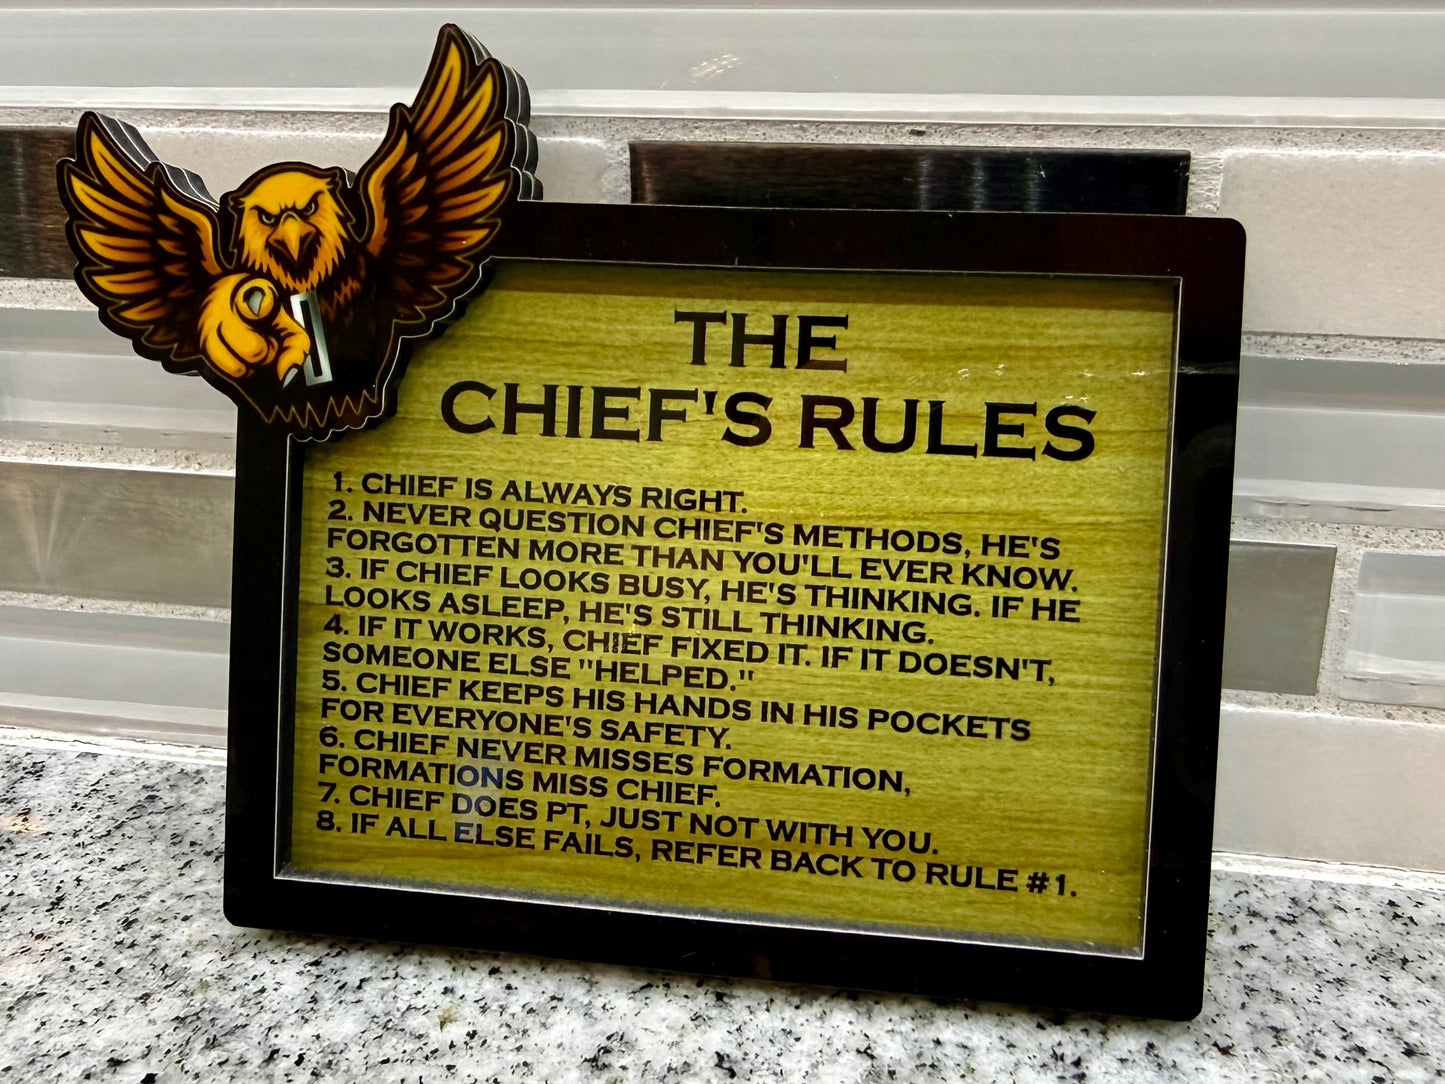 THE
CHIEF'S RULES
1. CHIEF IS ALWAYS RIGHT.
2. NEVER QUESTION CHIEF'S METHODS, HE'S
FORGOTTEN MORE THAN YOU'LL EVER KNOW.
3. IF CHIEF LOOKS BUSY, HE'S THINKING. IF HE
LOOKS ASLEEP, HE'S STILL THINKING.
4. IF IT WORKS, CHIEF FIXED IT. IF IT DOESN'T,
SOMEONE ELSE "HELPED."
5. CHIEF KEEPS HIS HANDS IN HIS POCKETS
FOR EVERYONE'S SAFETY.
6. CHIEF NEVER MISSES FORMATION,
FORMATIONS MISS CHIEF.
7. CHIEF DOES PT, JUST NOT WITH YOU.
8. IF ALL ELSE FAILS, REFER BACK TO RULE #1.